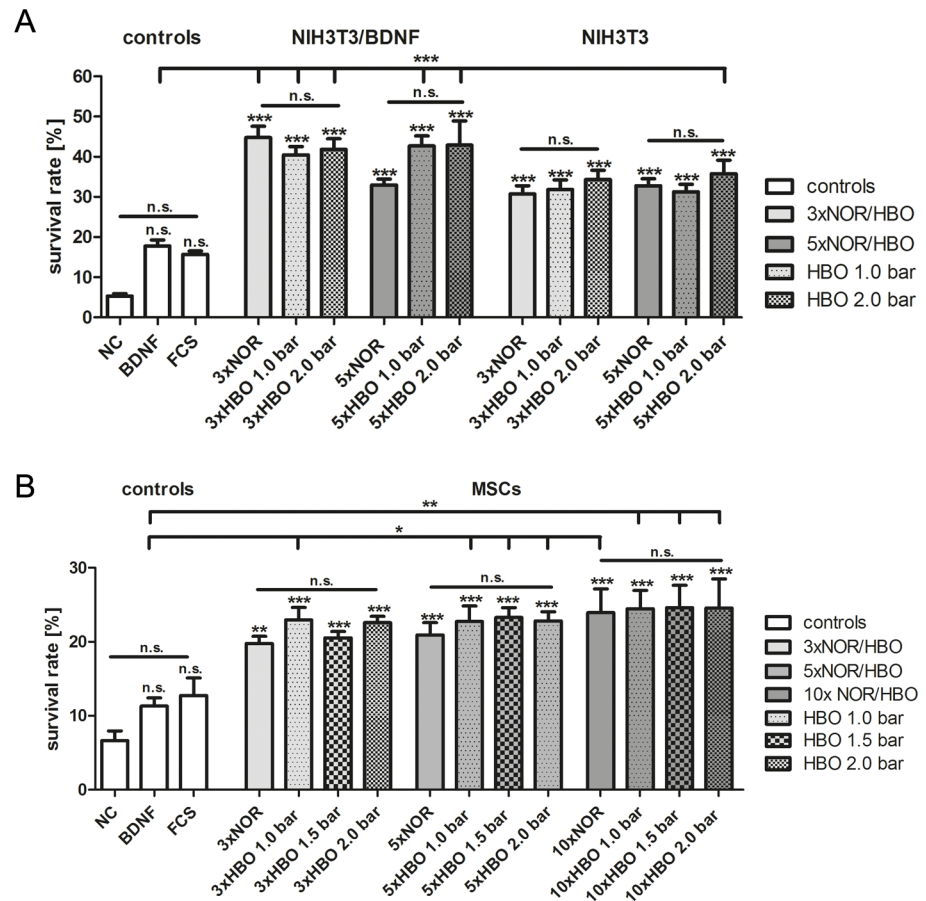 A
controls NIH3T3/BDNF NIH3T3
***
60
50
40
30
20
10
0
survival rate [%]
n.s.
n.s. n.s.
n.s.
*** *** ***
n.s.
*** *** ***
n.s.
*** *** ***
n.s.
*** *** ***
NC
BDNF
FCS
3xNOR
3xHBO 1.0 bar
3xHBO 2.0 bar
5xNOR
5xHBO 1.0 bar
5xHBO 2.0 bar
3xNOR
3xHBO 1.0 bar
3xHBO 2.0 bar
5xNOR
5xHBO 1.0 bar
5xHBO 2.0 bar
controls
3xNOR/HBO
5xNOR/HBO
HBO 1.0 bar
HBO 2.0 bar
B
controls MSCs
**
*
30
20
10
0
survival rate [%]
n.s.
n.s. n.s.
n.s.
** *** *** ***
n.s.
*** *** *** ***
n.s.
*** *** *** ***
NC
BDNF
FCS
3xNOR
3xHBO 1.0 bar
3xHBO 1.5 bar
3xHBO 2.0 bar
5xNOR
5xHBO 1.0 bar
5xHBO 1.5 bar
5xHBO 2.0 bar
10xNOR
10xHBO 1.0 bar
10xHBO 1.5 bar
10xHBO 2.0 bar
controls
3xNOR/HBO
5xNOR/HBO
10x NOR/HBO
HBO 1.0 bar
HBO 1.5 bar
HBO 2.0 bar